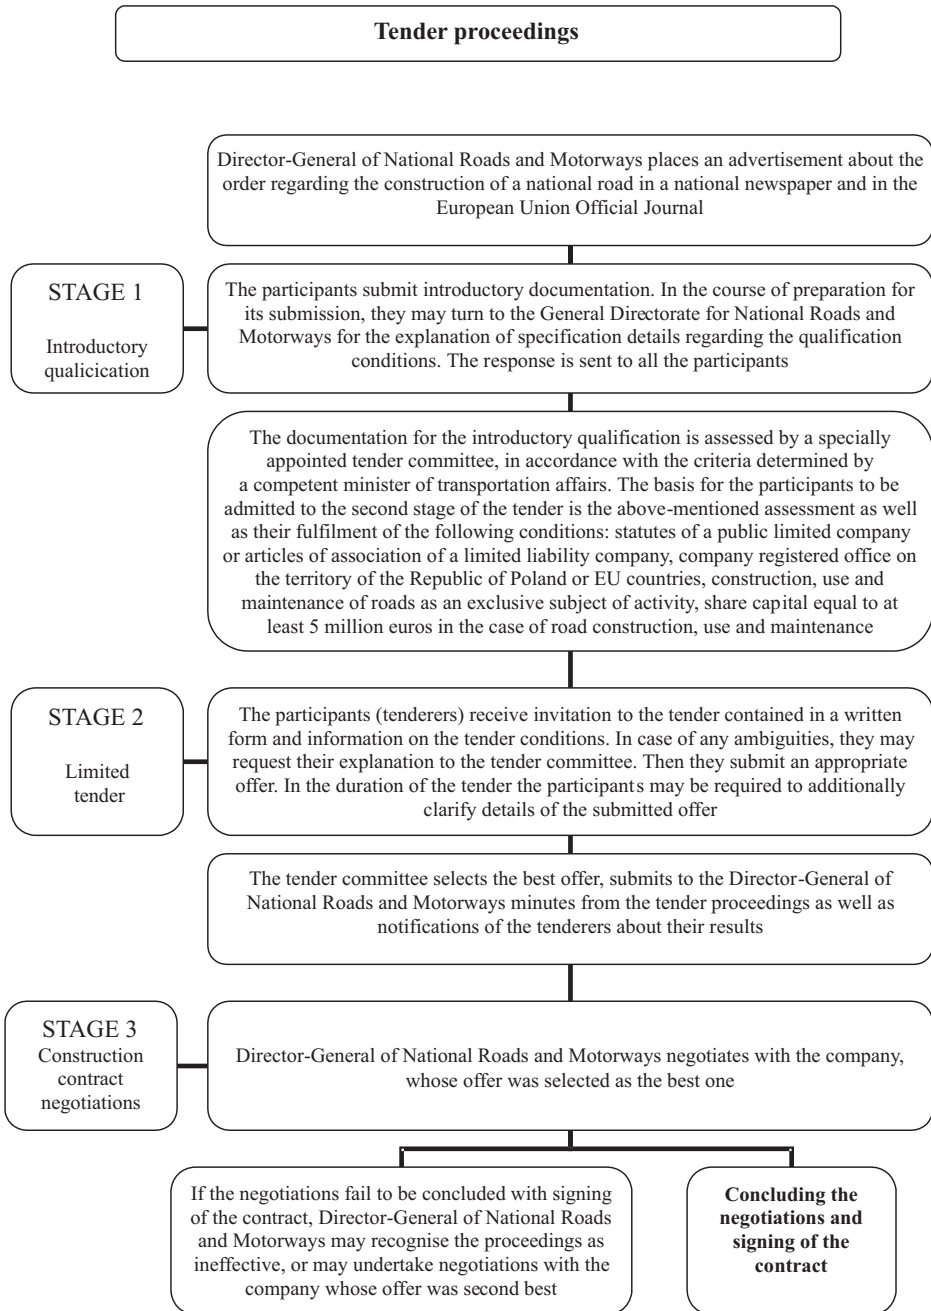 Tender proceedings
Director-General of National Roads and Motorways places an advertisement about the
order regarding the construction of a national road in a national newspaper and in the
European Union Official Journal
STAGE 1
Introductory
qualicication
The participants submit introductory documentation. In the course of preparation for
its submission, they may turn to the General Directorate for National Roads and
Motorways for the explanation of specification details regarding the qualification
conditions. The response is sent to all the participants
The documentation for the introductory qualification is assessed by a specially
appointed tender committee, in accordance with the criteria determined by
a competent minister of transportation affairs. The basis for the participants to be
admitted to the second stage of the tender is the above-mentioned assessment as well
as their fulfilment of the following conditions: statutes of a public limited company
or articles of association of a limited liability company, company registered office on
the territory of the Republic of Poland or EU countries, construction, use and
maintenance of roads as an exclusive subject of activity, share capital equal to at
least 5 million euros in the case of road construction, use and maintenance
STAGE 2
Limited
tender
The participants (tenderers) receive invitation to the tender contained in a written
form and information on the tender conditions. In case of any ambiguities, they may
request their explanation to the tender committee. Then they submit an appropriate
offer. In the duration of the tender the participants may be required to additionally
clarify details of the submitted offer
The tender committee selects the best offer, submits to the Director-General of
National Roads and Motorways minutes from the tender proceedings as well as
notifications of the tenderers about their results
STAGE 3
Construction
contract
negotiations
Director-General of National Roads and Motorways negotiates with the company,
whose offer was selected as the best one
If the negotiations fail to be concluded with signing
of the contract, Director-General of National Roads
and Motorways may recognise the proceedings as
ineffective, or may undertake negotiations with the
company whose offer was second best
Concluding the
negotiations and
signing of the
contract